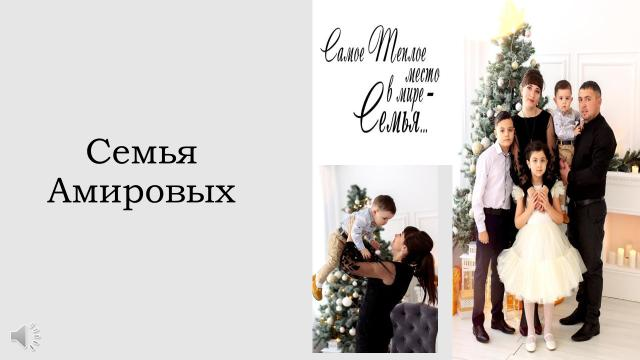 Семья
Амировых
Самое Теплое
место
в мире -
Семья...